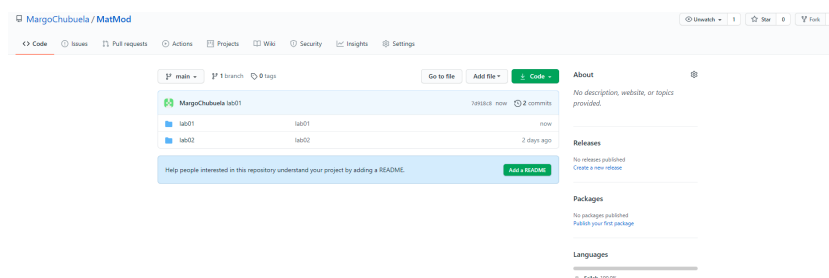 MargoChubuela / MatMod
Unwatch 1 Star 0 Fork
Code Issues Pull requests Actions Projects Wiki Security Insights Settings
main 1 branch 0 tags Go to file Add file Code
About
No description, website, or topics provided.
MargoChubuela lab01 now 2 commits
lab01 lab01 now
lab02 lab02 2 days ago
Help people interested in this repository understand your project by adding a README. Add a README
Releases
No releases published
Create a new release
Packages
No packages published
Publish your first package
Languages